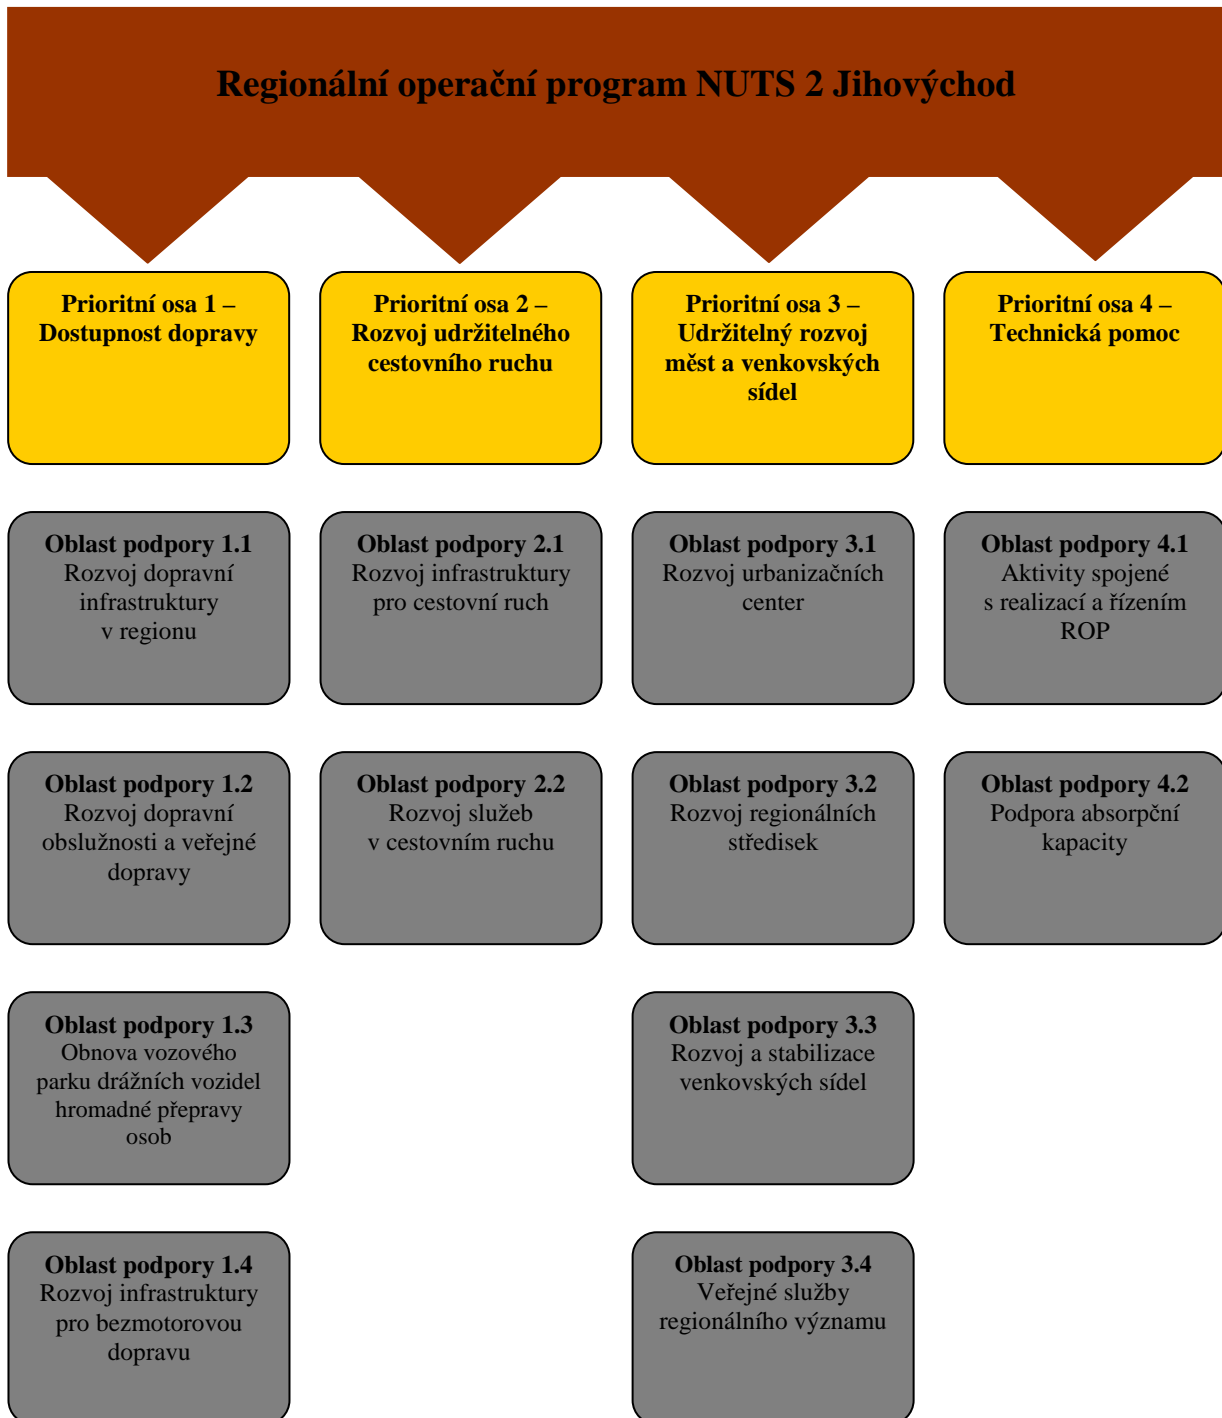 Regionální operační program NUTS 2 Jihovýchod
Prioritní osa 1 –
Dostupnost dopravy
Prioritní osa 2 –
Rozvoj udržitelného
cestovního ruchu
Prioritní osa 3 –
Udržitelný rozvoj
měst a venkovských
sídel
Prioritní osa 4 –
Technická pomoc
Oblast podpory 1.1
Rozvoj dopravní
infrastruktury
v regionu
Oblast podpory 2.1
Rozvoj infrastruktury
pro cestovní ruch
Oblast podpory 3.1
Rozvoj urbanizačních
center
Oblast podpory 4.1
Aktivity spojené
s realizací a řízením
ROP
Oblast podpory 1.2
Rozvoj dopravní
obslužnosti a veřejné
dopravy
Oblast podpory 2.2
Rozvoj služeb
v cestovním ruchu
Oblast podpory 3.2
Rozvoj regionálních
středisek
Oblast podpory 4.2
Podpora absorpční
kapacity
Oblast podpory 1.3
Obnova vozového
parku drážních vozidel
hromadné přepravy
osob
Oblast podpory 3.3
Rozvoj a stabilizace
venkovských sídel
Oblast podpory 1.4
Rozvoj infrastruktury
pro bezmotorovou
dopravu
Oblast podpory 3.4
Veřejné služby
regionálního významu